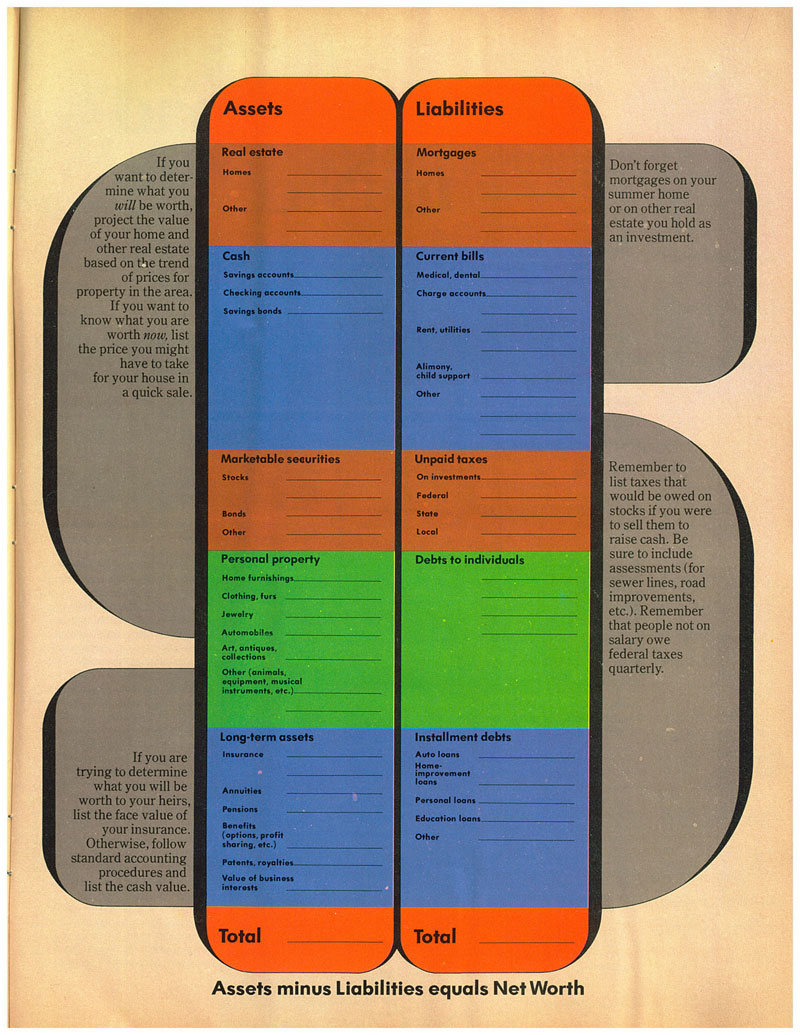 Assets
Real estate
Homes
Other
Cash
Savings accounts
Checking accounts
Savings bonds
Marketable securities
Stocks
Bonds
Other
Personal property
Home furnishings
Clothing, furs
Jewelry
Automobiles
Art, antiques,
collections
Other (animals,
equipment, musical
instruments, etc.)
Long-term assets
Insurance
Annuities
Pensions
Benefits
(options, profit
sharing, etc.)
Patents, royalties
Value of business
interests
Total
Liabilities
Mortgages
Homes
Other
Current bills
Medical, dental
Charge accounts
Rent, utilities
Alimony,
child support
Other
Unpaid taxes
On investments
Federal
State
Local
Debts to individuals
Installment debts
Auto loans
Home-
improvement
loans
Personal loans
Education loans
Other
Total
If you
want to deter-
mine what you
will be worth,
project the value
of your home and
other real estate
based on the trend
of prices for
property in the area.
If you want to
know what you are
worth now, list
the price you might
have to take
for your house in
a quick sale.
If you are
trying to determine
what you will be
worth to your heirs,
list the face value of
your insurance.
Otherwise, follow
standard accounting
procedures and
list the cash value.
Don't forget
mortgages on your
summer home
or on other real
estate you hold as
an investment.
Remember to
list taxes that
would be owed on
stocks if you were
to sell them to
raise cash. Be
sure to include
assessments (for
sewer lines, road
improvements,
etc.). Remember
that people not on
salary owe
federal taxes
quarterly.
Assets minus Liabilities equals Net Worth